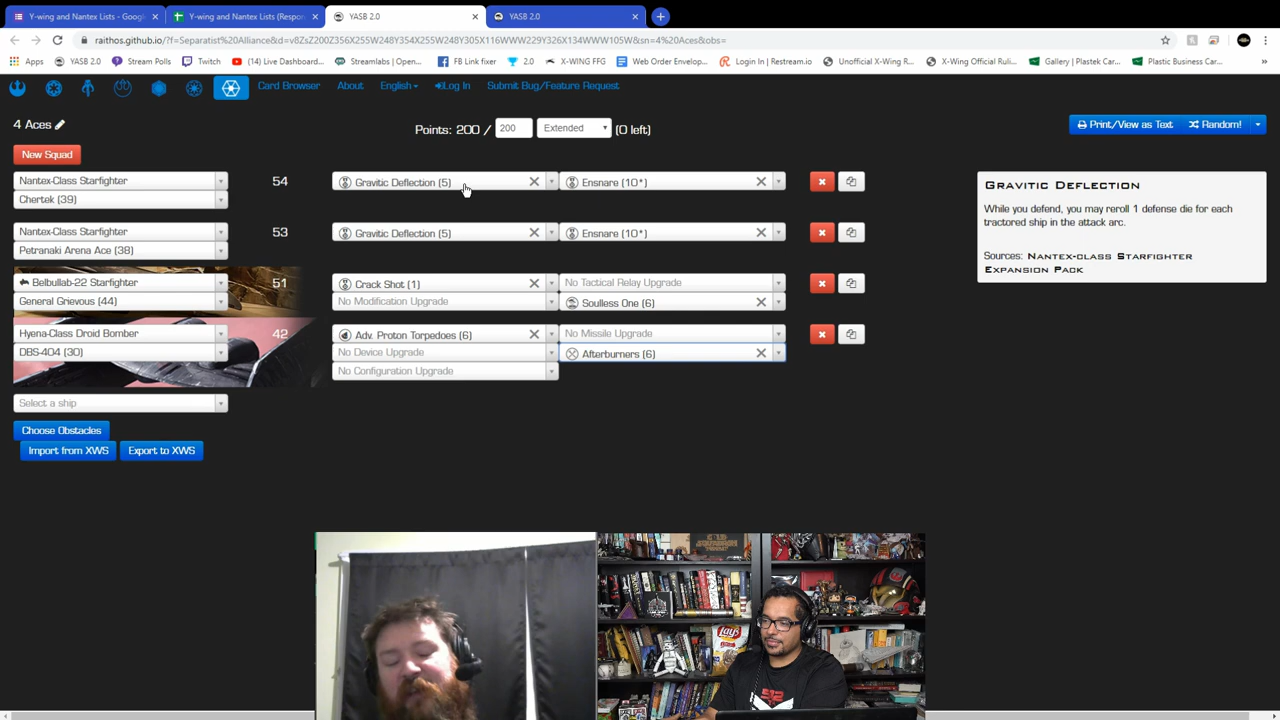 Y-wing and Nantex Lists - Googl
Y-wing and Nantex Lists (Respon
YASB 2.0
YASB 2.0
raithos.github.io/?f=Separatist%20Alliance&d=v8ZsZ200Z356X255W248Y354X255W248Y305X116WWW229Y326X134WWW105W&sn=4%20Aces&obs=
Apps YASB 2.0 Stream Polls Twitch (14) Live Dashboard... Streamlabs | Open... FB Link fixer 2.0 X-WING FFG Web Order Envelop... Login In | Restream.io Unofficial X-Wing R... X-Wing Official Ruli... Gallery | Plastek Car... Plastic Business Car...
Card Browser About English Log In Submit Bug/Feature Request
4 Aces
Points: 200 / 200 Extended (0 left)
Print/View as Text Random!
New Squad
Nantex-Class Starfighter 54 Gravitic Deflection (5) Ensnare (10*)
Chertek (39)
Nantex-Class Starfighter 53 Gravitic Deflection (5) Ensnare (10*)
Petranaki Arena Ace (38)
Belbullab-22 Starfighter 51 Crack Shot (1) No Tactical Relay Upgrade
General Grievous (44) No Modification Upgrade Soulless One (6)
Hyena-Class Droid Bomber 42 Adv. Proton Torpedoes (6) No Missile Upgrade
DBS-404 (30) No Device Upgrade Afterburners (6)
No Configuration Upgrade
Select a ship
Choose Obstacles
Import from XWS Export to XWS
Gravitic Deflection
While you defend, you may reroll 1 defense die for each
tractored ship in the attack arc.
Sources: Nantex-class Starfighter
Expansion Pack
Lay's